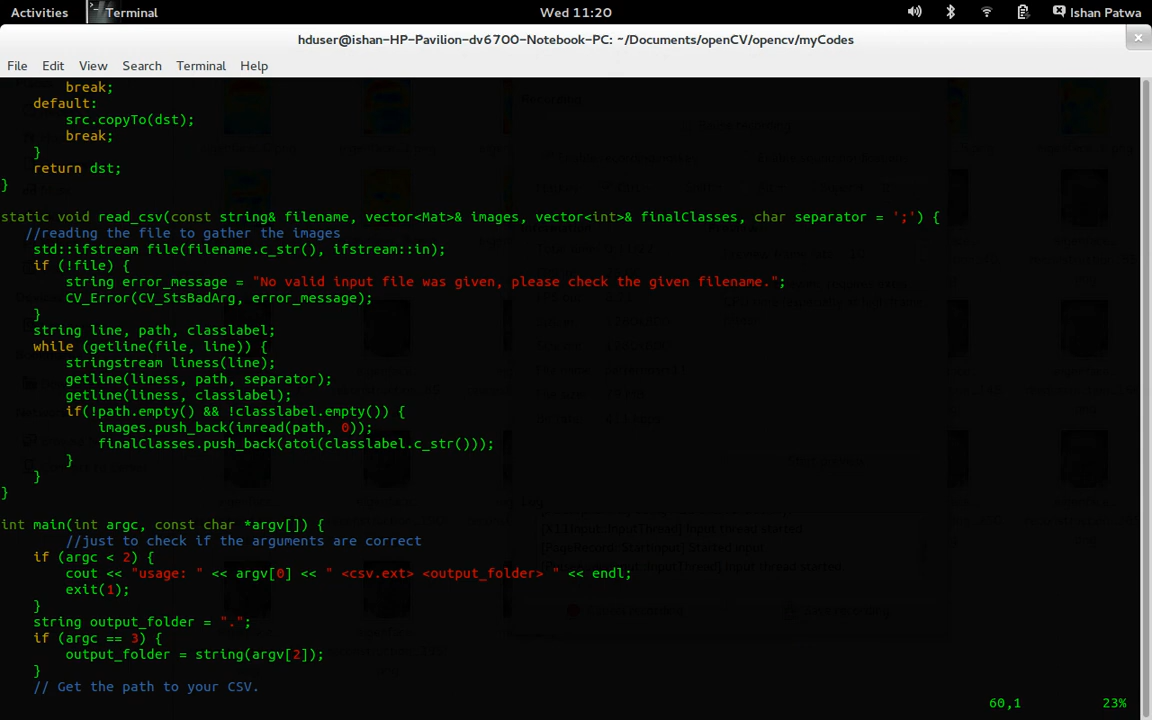 Activities Terminal Wed 11:20 Ishan Patwa
hduser@ishan-HP-Pavilion-dv6700-Notebook-PC: ~/Documents/openCV/opencv/myCodes
File Edit View Search Terminal Help
        break;
    default:
        src.copyTo(dst);
        break;
    }
    return dst;
}
static void read_csv(const string& filename, vector<Mat>& images, vector<int>& finalClasses, char separator = ';') {
   //reading the file to gather the images
    std::ifstream file(filename.c_str(), ifstream::in);
    if (!file) {
        string error_message = "No valid input file was given, please check the given filename.";
        CV_Error(CV_StsBadArg, error_message);
    }
    string line, path, classlabel;
    while (getline(file, line)) {
        stringstream liness(line);
        getline(liness, path, separator);
        getline(liness, classlabel);
        if(!path.empty() && !classlabel.empty()) {
            images.push_back(imread(path, 0));
            finalClasses.push_back(atoi(classlabel.c_str()));
        }
    }
}
int main(int argc, const char *argv[]) {
        //just to check if the arguments are correct
    if (argc < 2) {
        cout << "usage: " << argv[0] << " <csv.ext> <output_folder> " << endl;
        exit(1);
    }
    string output_folder = ".";
    if (argc == 3) {
        output_folder = string(argv[2]);
    }
    // Get the path to your CSV.
60,1 23%